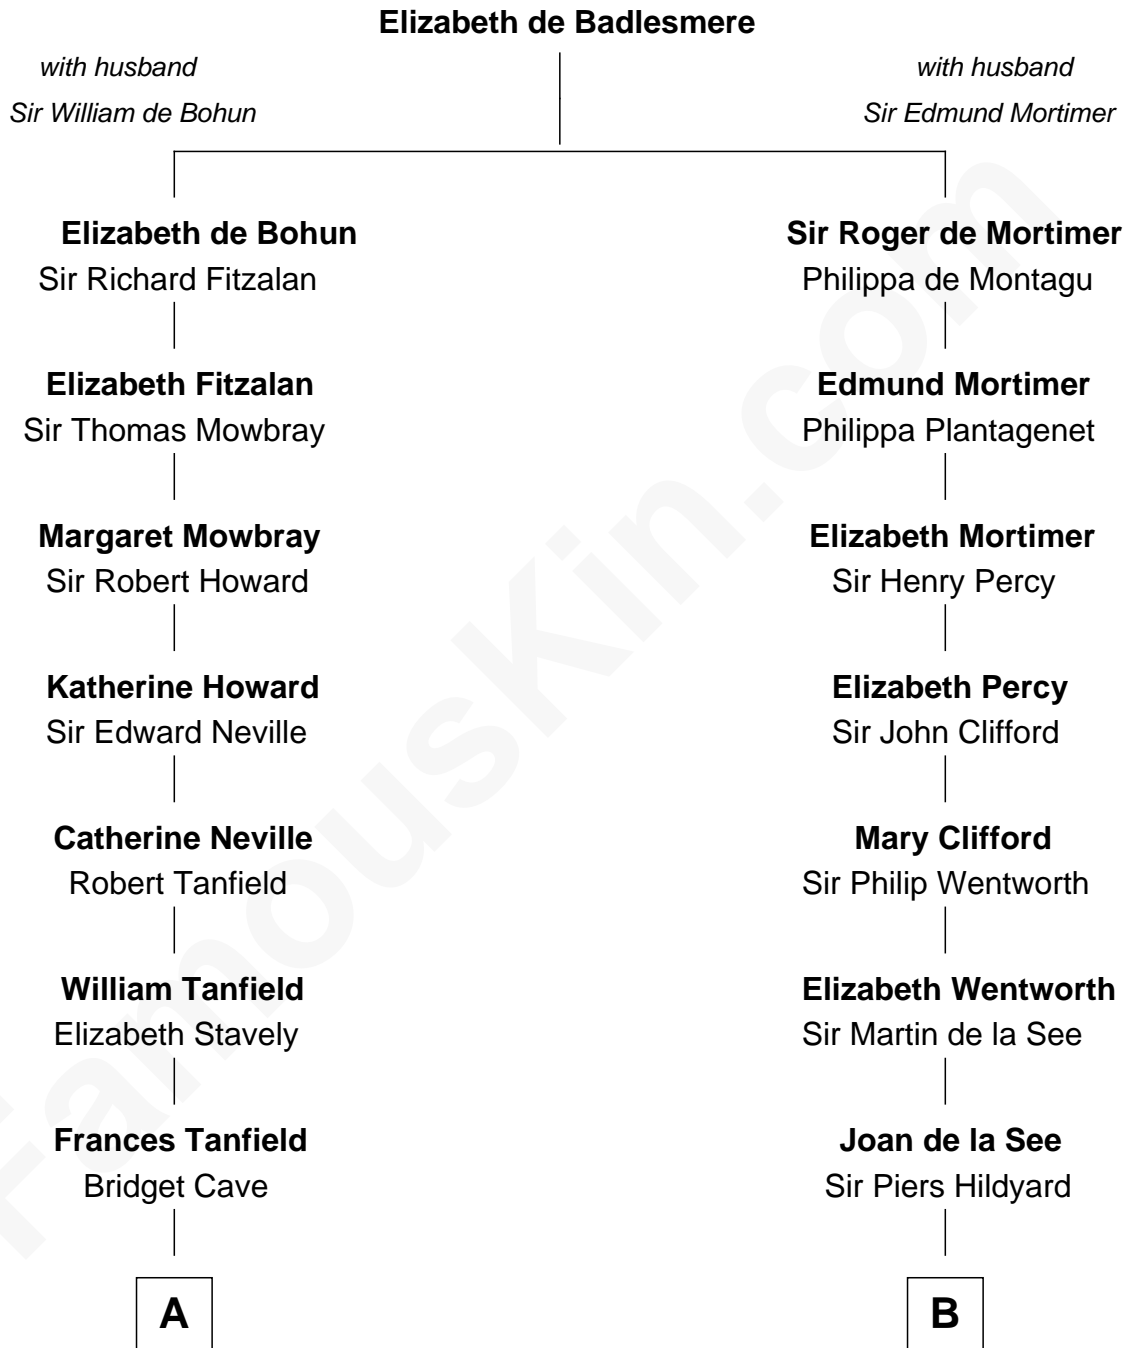 Elizabeth de Badlesmere
with husband
Sir William de Bohun
with husband
Sir Edmund Mortimer
Elizabeth de Bohun
Sir Richard Fitzalan
Elizabeth Fitzalan
Sir Thomas Mowbray
Margaret Mowbray
Sir Robert Howard
Katherine Howard
Sir Edward Neville
Catherine Neville
Robert Tanfield
William Tanfield
Elizabeth Stavely
Frances Tanfield
Bridget Cave
A
Sir Roger de Mortimer
Philippa de Montagu
Edmund Mortimer
Philippa Plantagenet
Elizabeth Mortimer
Sir Henry Percy
Elizabeth Percy
Sir John Clifford
Mary Clifford
Sir Philip Wentworth
Elizabeth Wentworth
Sir Martin de la See
Joan de la See
Sir Piers Hildyard
B
FamousKin.com